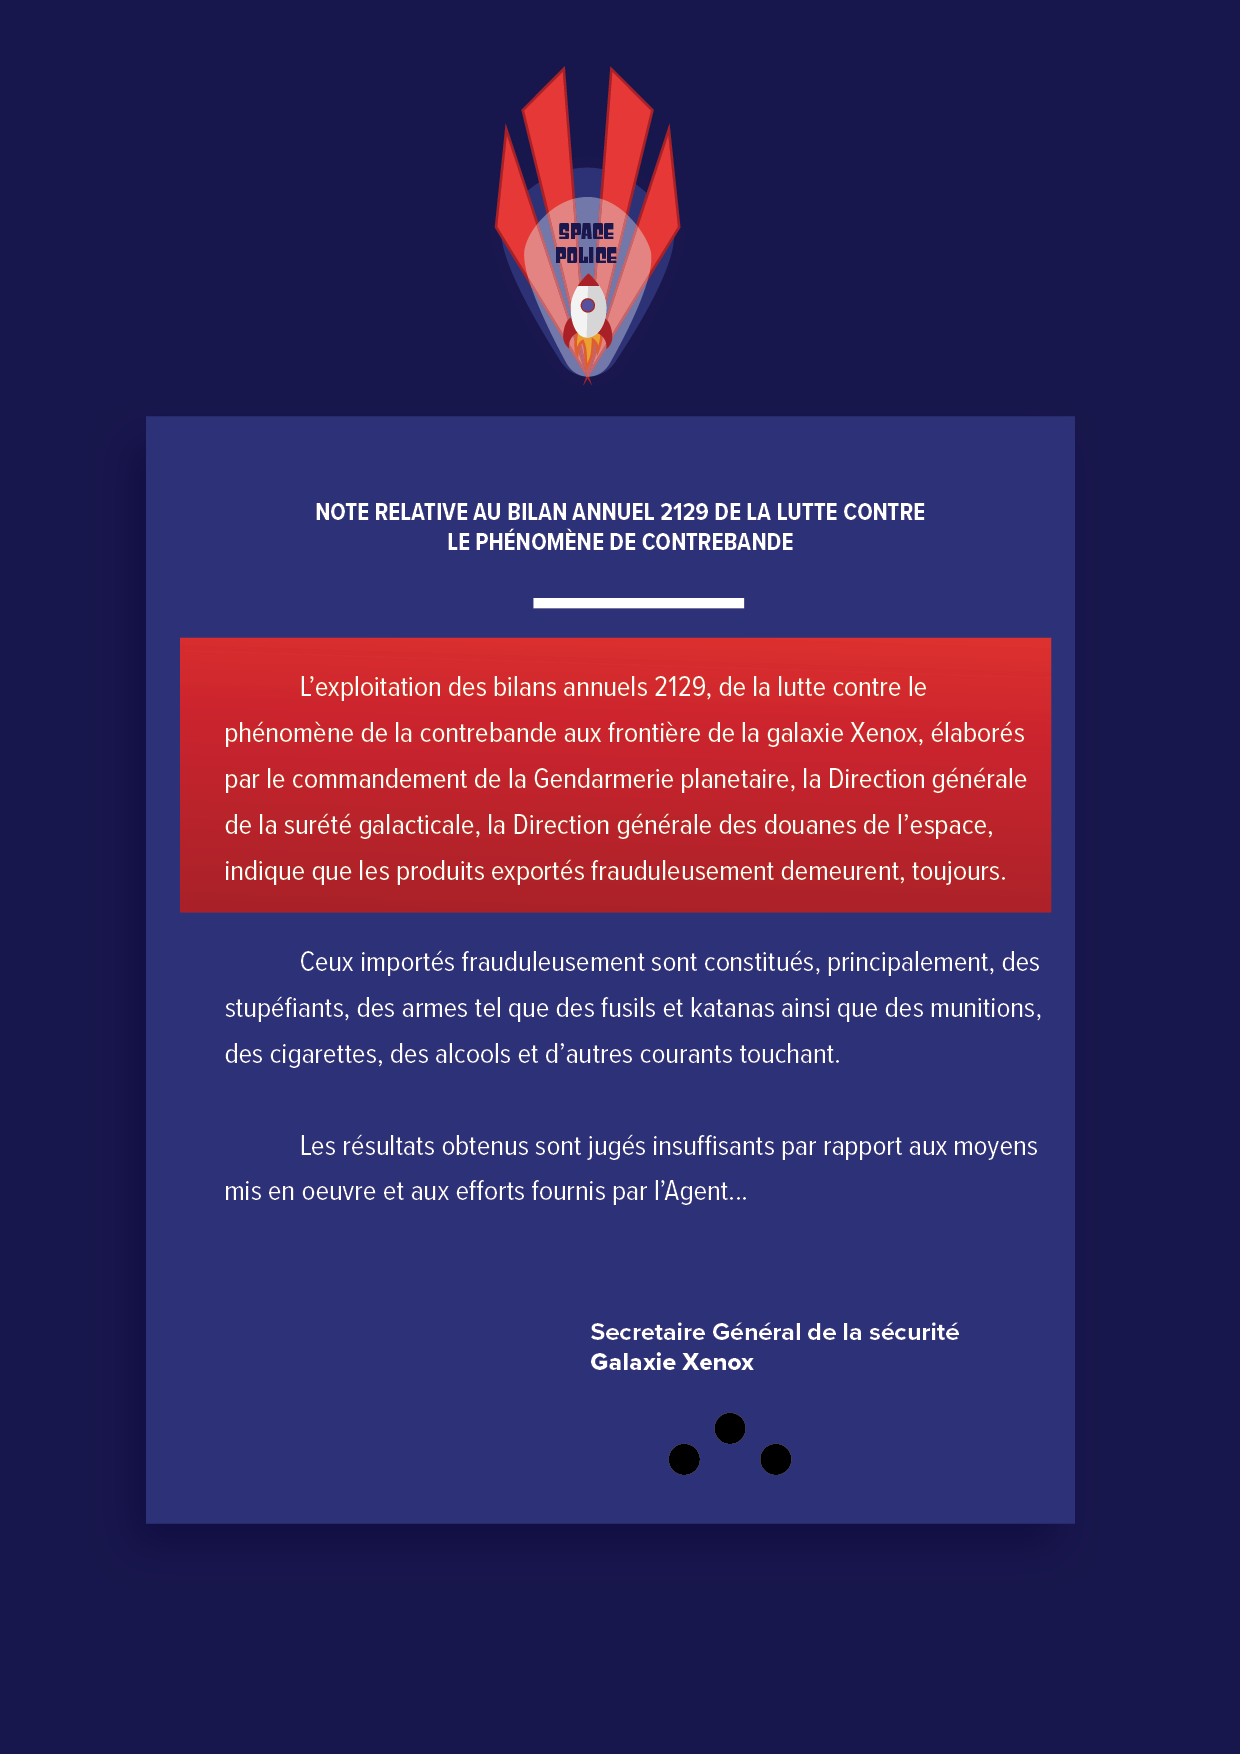 SPACE
POLICE
NOTE RELATIVE AU BILAN ANNUEL 2129 DE LA LUTTE CONTRE
LE PHÉNOMÈNE DE CONTREBANDE
L’exploitation des bilans annuels 2129, de la lutte contre le
phénomène de la contrebande aux frontière de la galaxie Xenox, élaborés
par le commandement de la Gendarmerie planetaire, la Direction générale
de la surété galacticale, la Direction générale des douanes de l’espace,
indique que les produits exportés frauduleusement demeurent, toujours.
Ceux importés frauduleusement sont constitués, principalement, des
stupéfiants, des armes tel que des fusils et katanas ainsi que des munitions,
des cigarettes, des alcools et d’autres courants touchant.
Les résultats obtenus sont jugés insuffisants par rapport aux moyens
mis en oeuvre et aux efforts fournis par l’Agent...
Secretaire Général de la sécurité
Galaxie Xenox